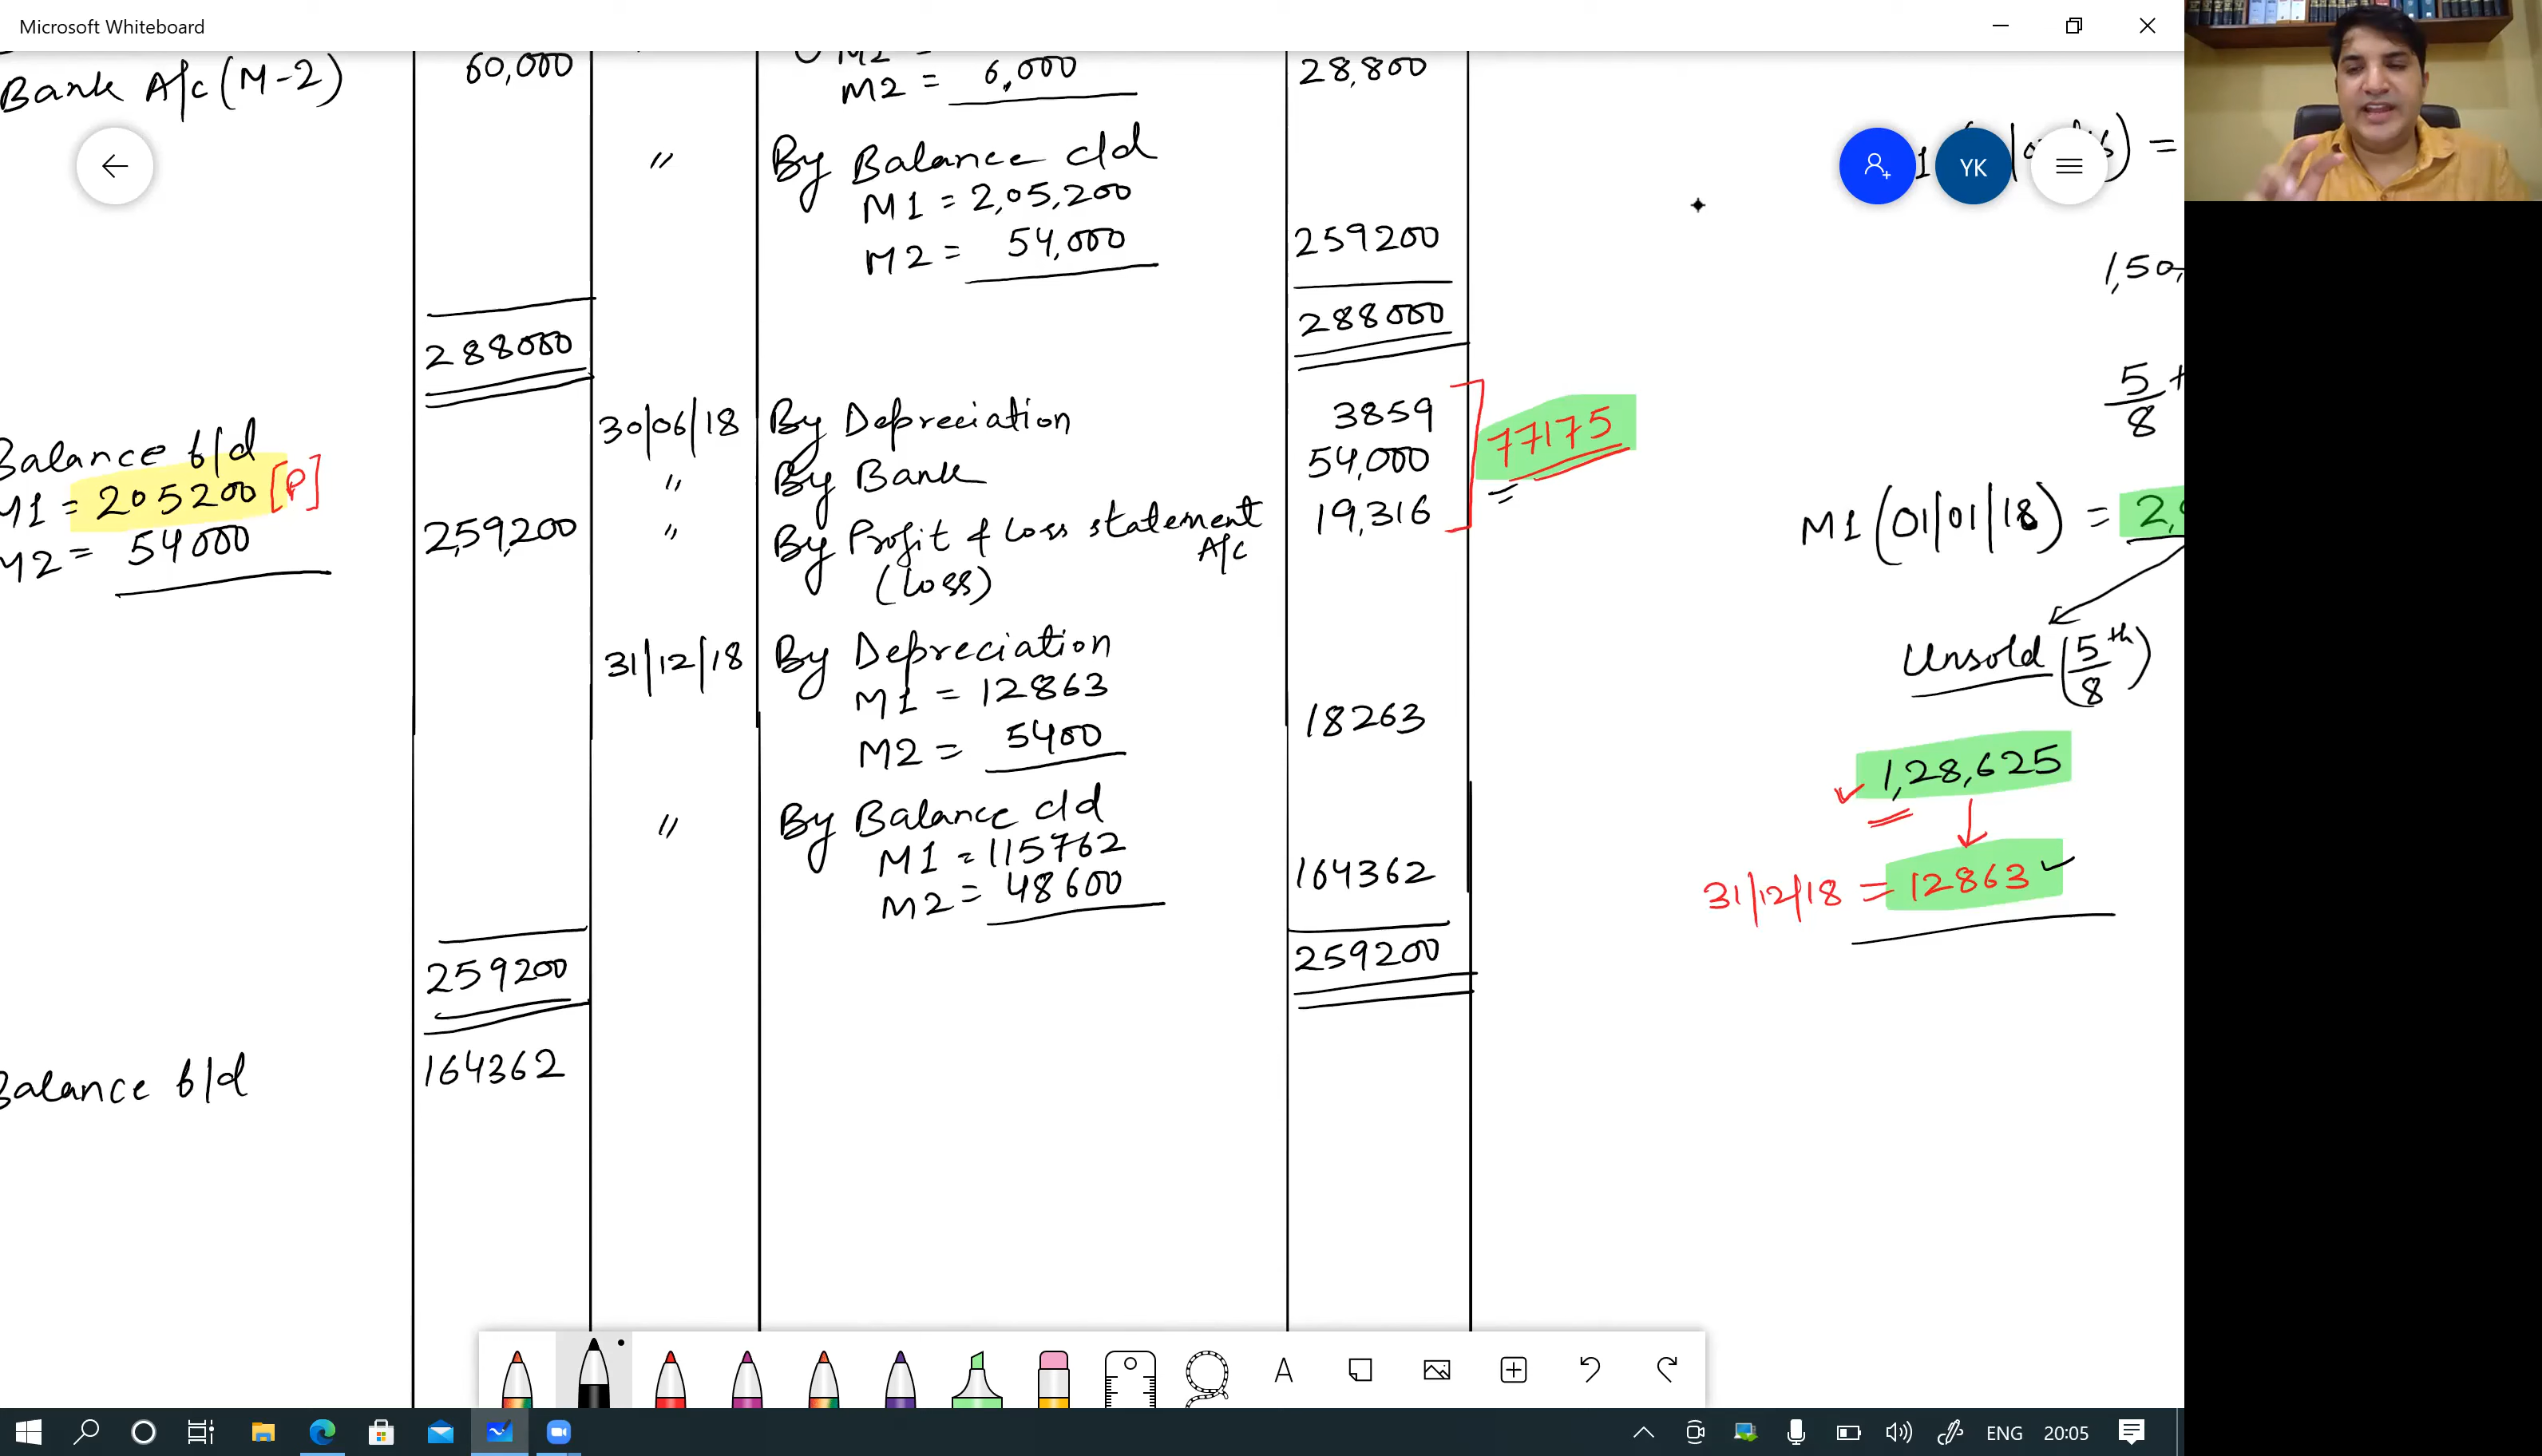 Microsoft Whiteboard
Bank A/c (M-2)
60,000
M2 =
M2 = 6,000
28,800
"
By Balance c/d
M1 = 2,05,200
M2 = 54,000
259200
288000
288000
Balance b/d
M1 = 205200 [P]
M2 = 54000
259,200
30/06/18
By Depreciation
3859
"
By Bank
54,000
"
By Profit & Loss statement
A/c
(Loss)
19,316
77175
=
31/12/18
By Depreciation
M1 = 12863
M2 = 5400
18263
"
By Balance c/d
M1 = 115762
M2 = 48600
164362
259200
259200
Balance b/d
164362
YK
) =
1,50,
5/8 +
M1 (01/01/18) = 2,
Unsold (5/8 th)
1,28,625
31/12/18 = 12863
A
ENG
20:05